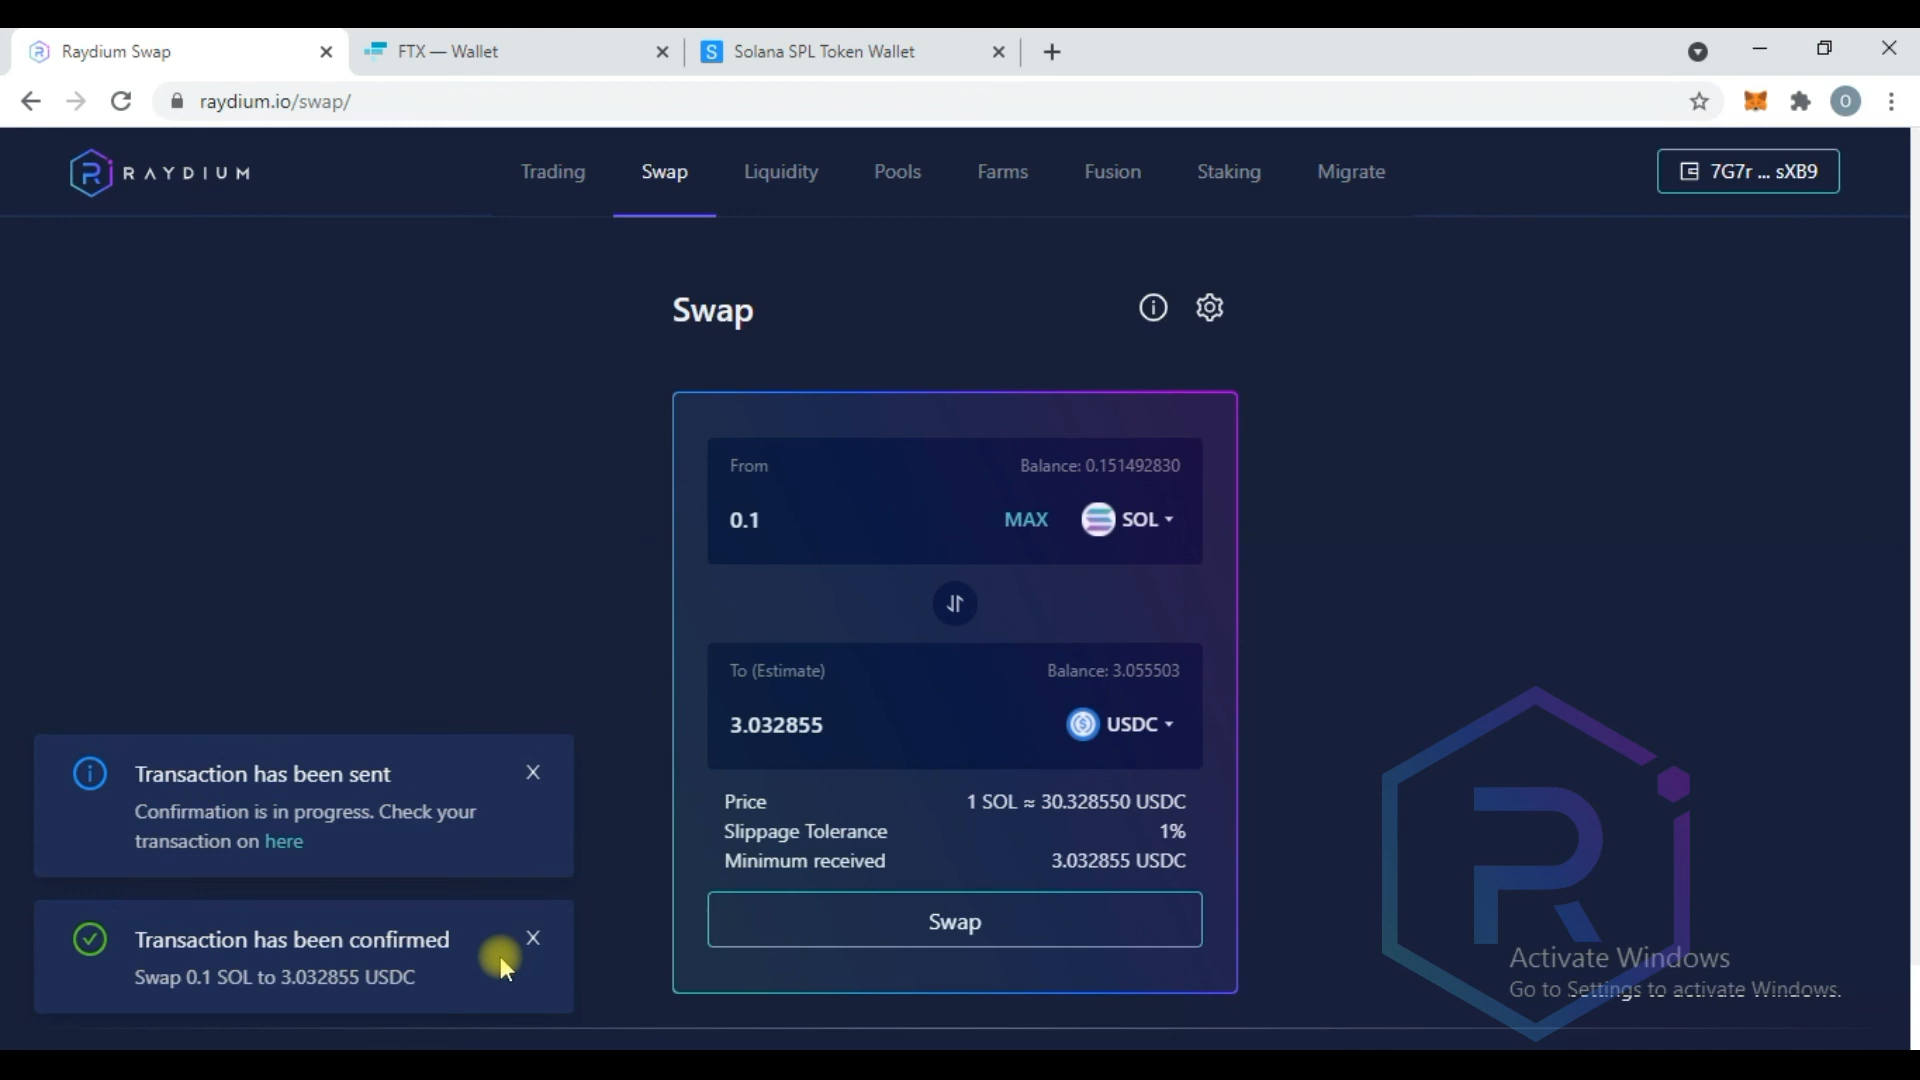 Raydium Swap
FTX — Wallet
S Solana SPL Token Wallet
raydium.io/swap/
O
RAYDIUM
Trading
Swap
Liquidity
Pools
Farms
Fusion
Staking
Migrate
7G7r ... sXB9
Swap
From
Balance: 0.151492830
0.1
MAX
SOL
To (Estimate)
Balance: 3.055503
3.032855
USDC
Price
1 SOL ≈ 30.328550 USDC
Slippage Tolerance
1%
Minimum received
3.032855 USDC
Swap
Transaction has been sent
X
Confirmation is in progress. Check your
transaction on here
Transaction has been confirmed
X
Swap 0.1 SOL to 3.032855 USDC
Activate Windows
Go to Settings to activate Windows.